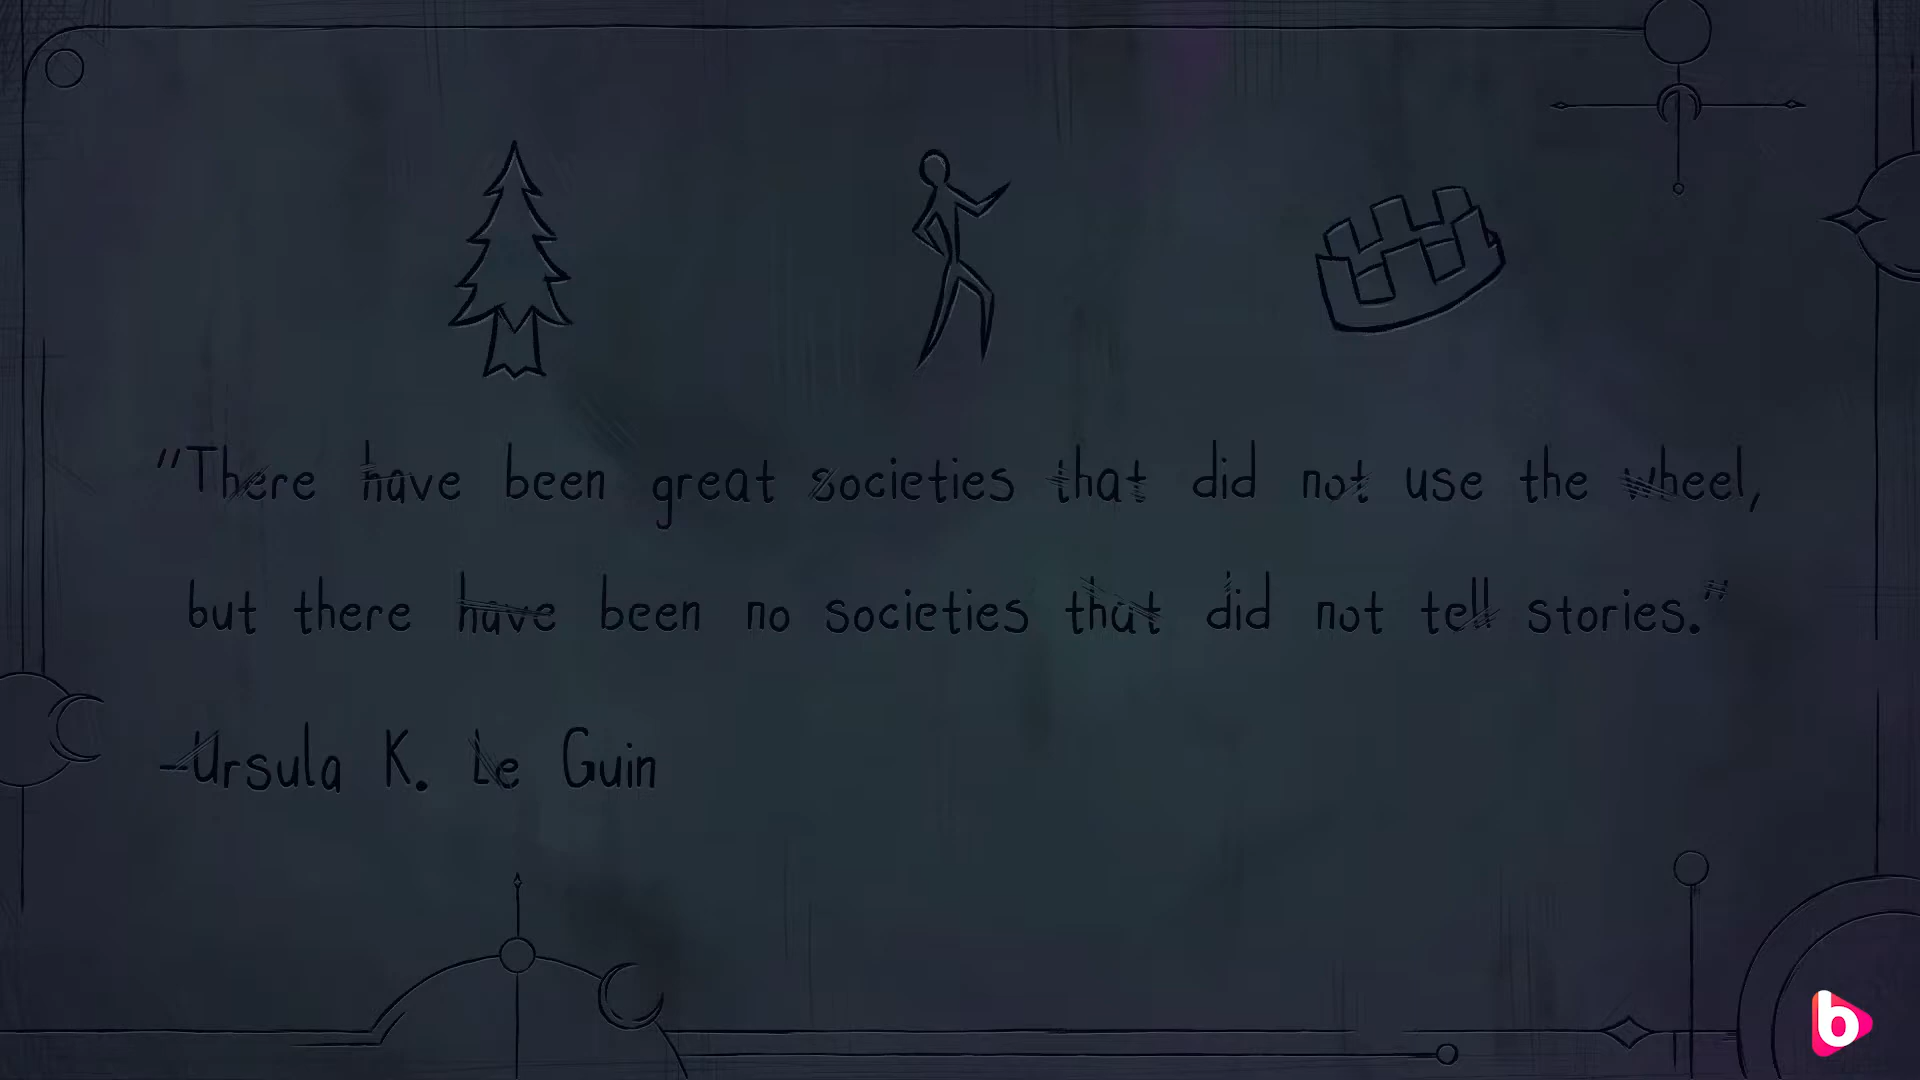 "There have been great societies that did not use the wheel,
but there have been no societies that did not tell stories."
-Ursula K. Le Guin
b